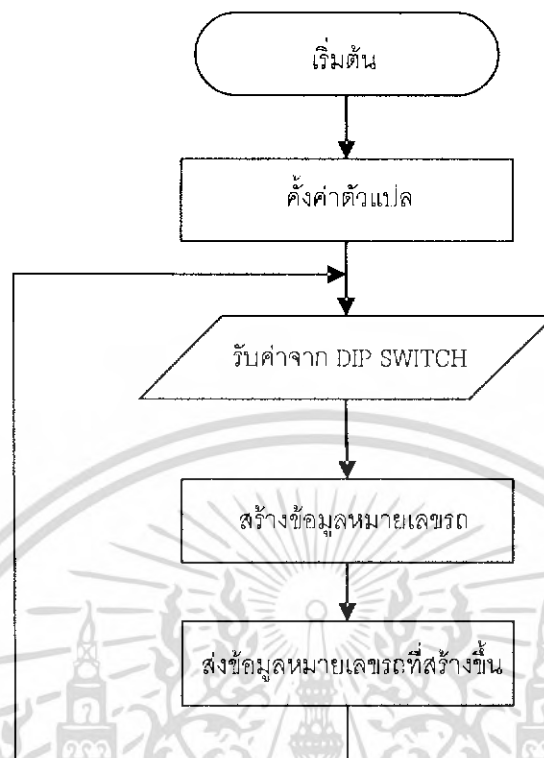 เริ่มต้น
ตั้งค่าตัวแปล
รับค่าจาก DIP SWITCH
สร้างข้อมูลหมายเลขรถ
ส่งข้อมูลหมายเลขรถที่สร้างขึ้น